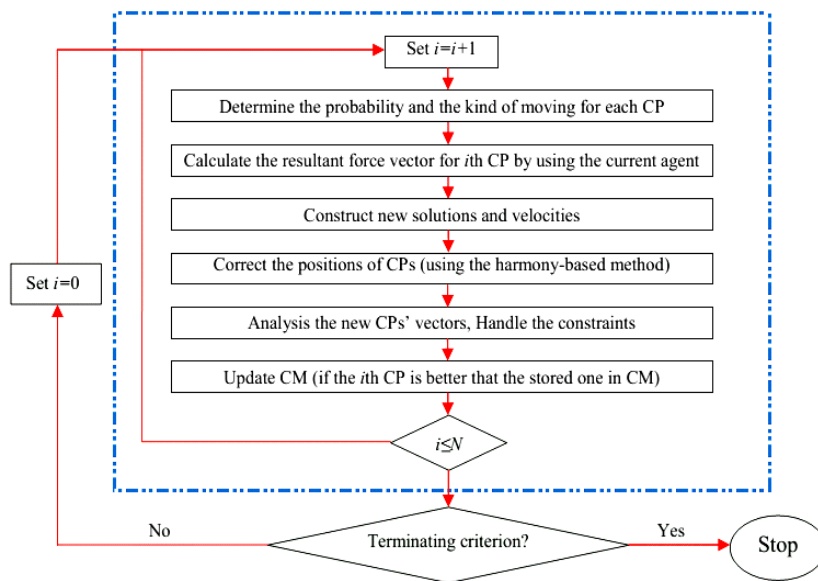 Set i=i+1
Determine the probability and the kind of moving for each CP
Calculate the resultant force vector for ith CP by using the current agent
Construct new solutions and velocities
Correct the positions of CPs (using the harmony-based method)
Set i=0
Analysis the new CPs' vectors, Handle the constraints
Update CM (if the ith CP is better that the stored one in CM)
i≤N
No
Terminating criterion?
Yes
Stop